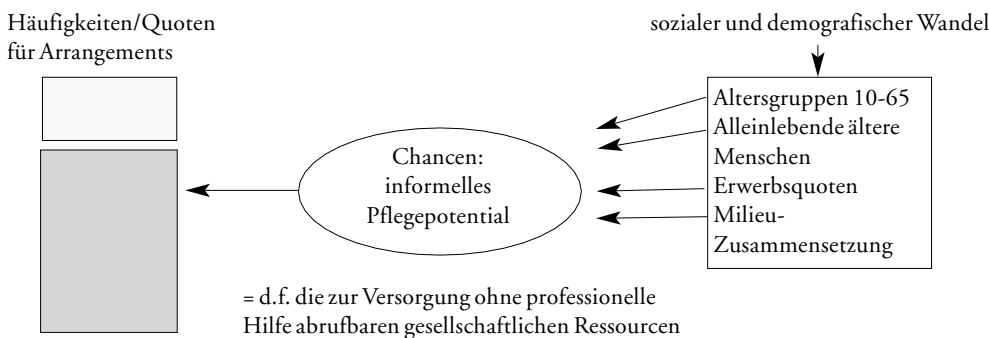 Häufigkeiten/Quoten
für Arrangements
sozialer und demografischer Wandel
Altersgruppen 10-65
Alleinlebende ältere
Menschen
Erwerbsquoten
Milieu-
Zusammensetzung
Chancen:
informelles
Pflegepotential
= d.f. die zur Versorgung ohne professionelle
Hilfe abrufbaren gesellschaftlichen Ressourcen